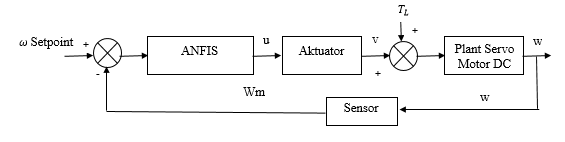 T_L
ω Setpoint
+
-
ANFIS
u
Aktuator
v
+
+
Plant Servo
Motor DC
w
Wm
Sensor
w